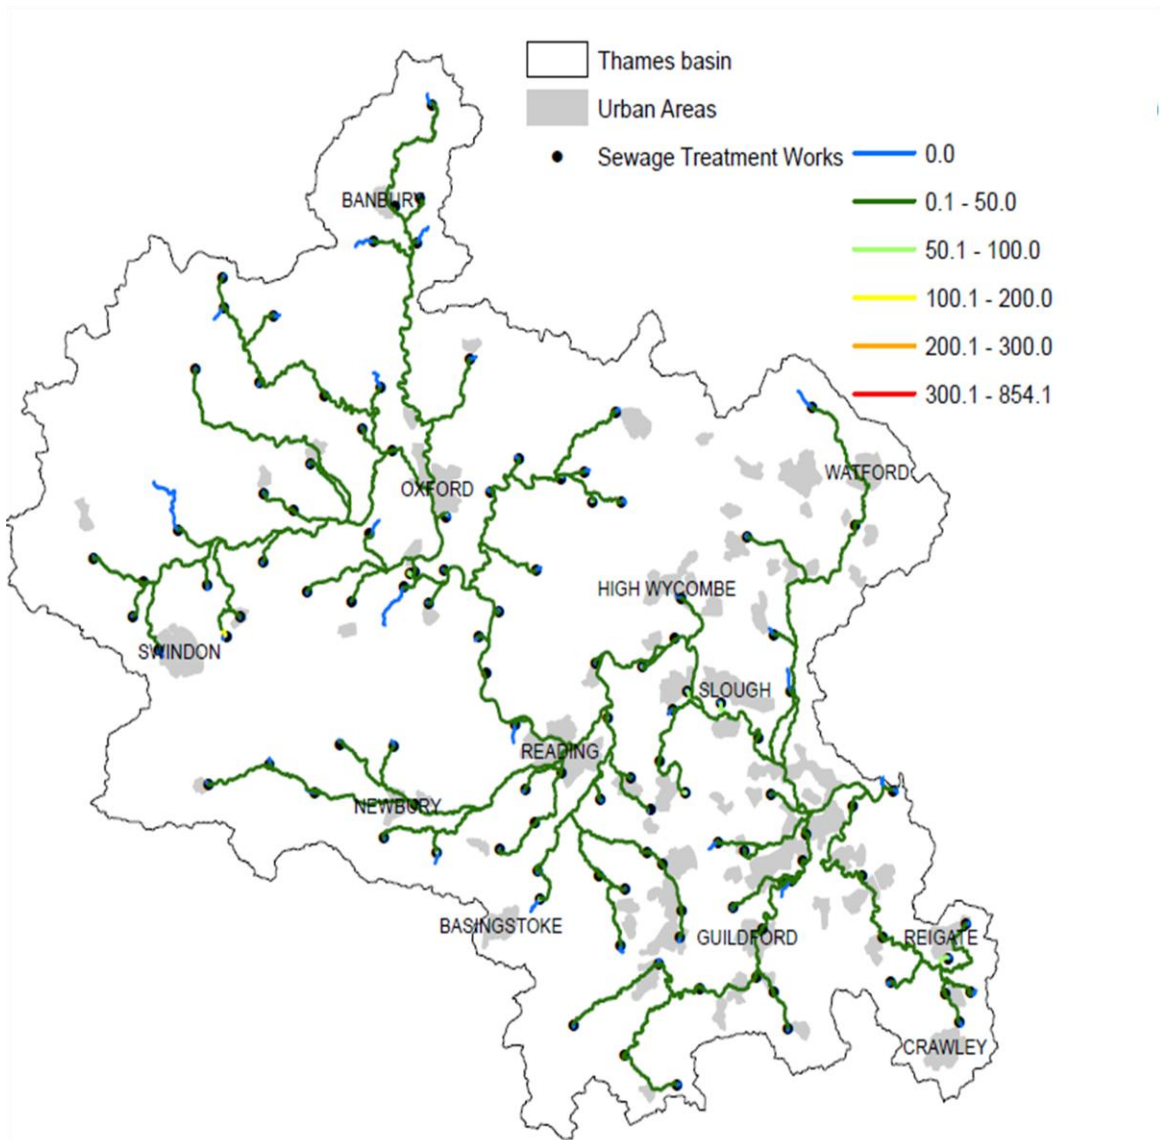 Thames basin
Urban Areas
Sewage Treatment Works
0.0
0.1 - 50.0
50.1 - 100.0
100.1 - 200.0
200.1 - 300.0
300.1 - 854.1
BANBURY
WATFORD
OXFORD
HIGH WYCOMBE
SWINDON
SLOUGH
READING
NEWBURY
BASINGSTOKE
GUILDFORD
REIGATE
CRAWLEY